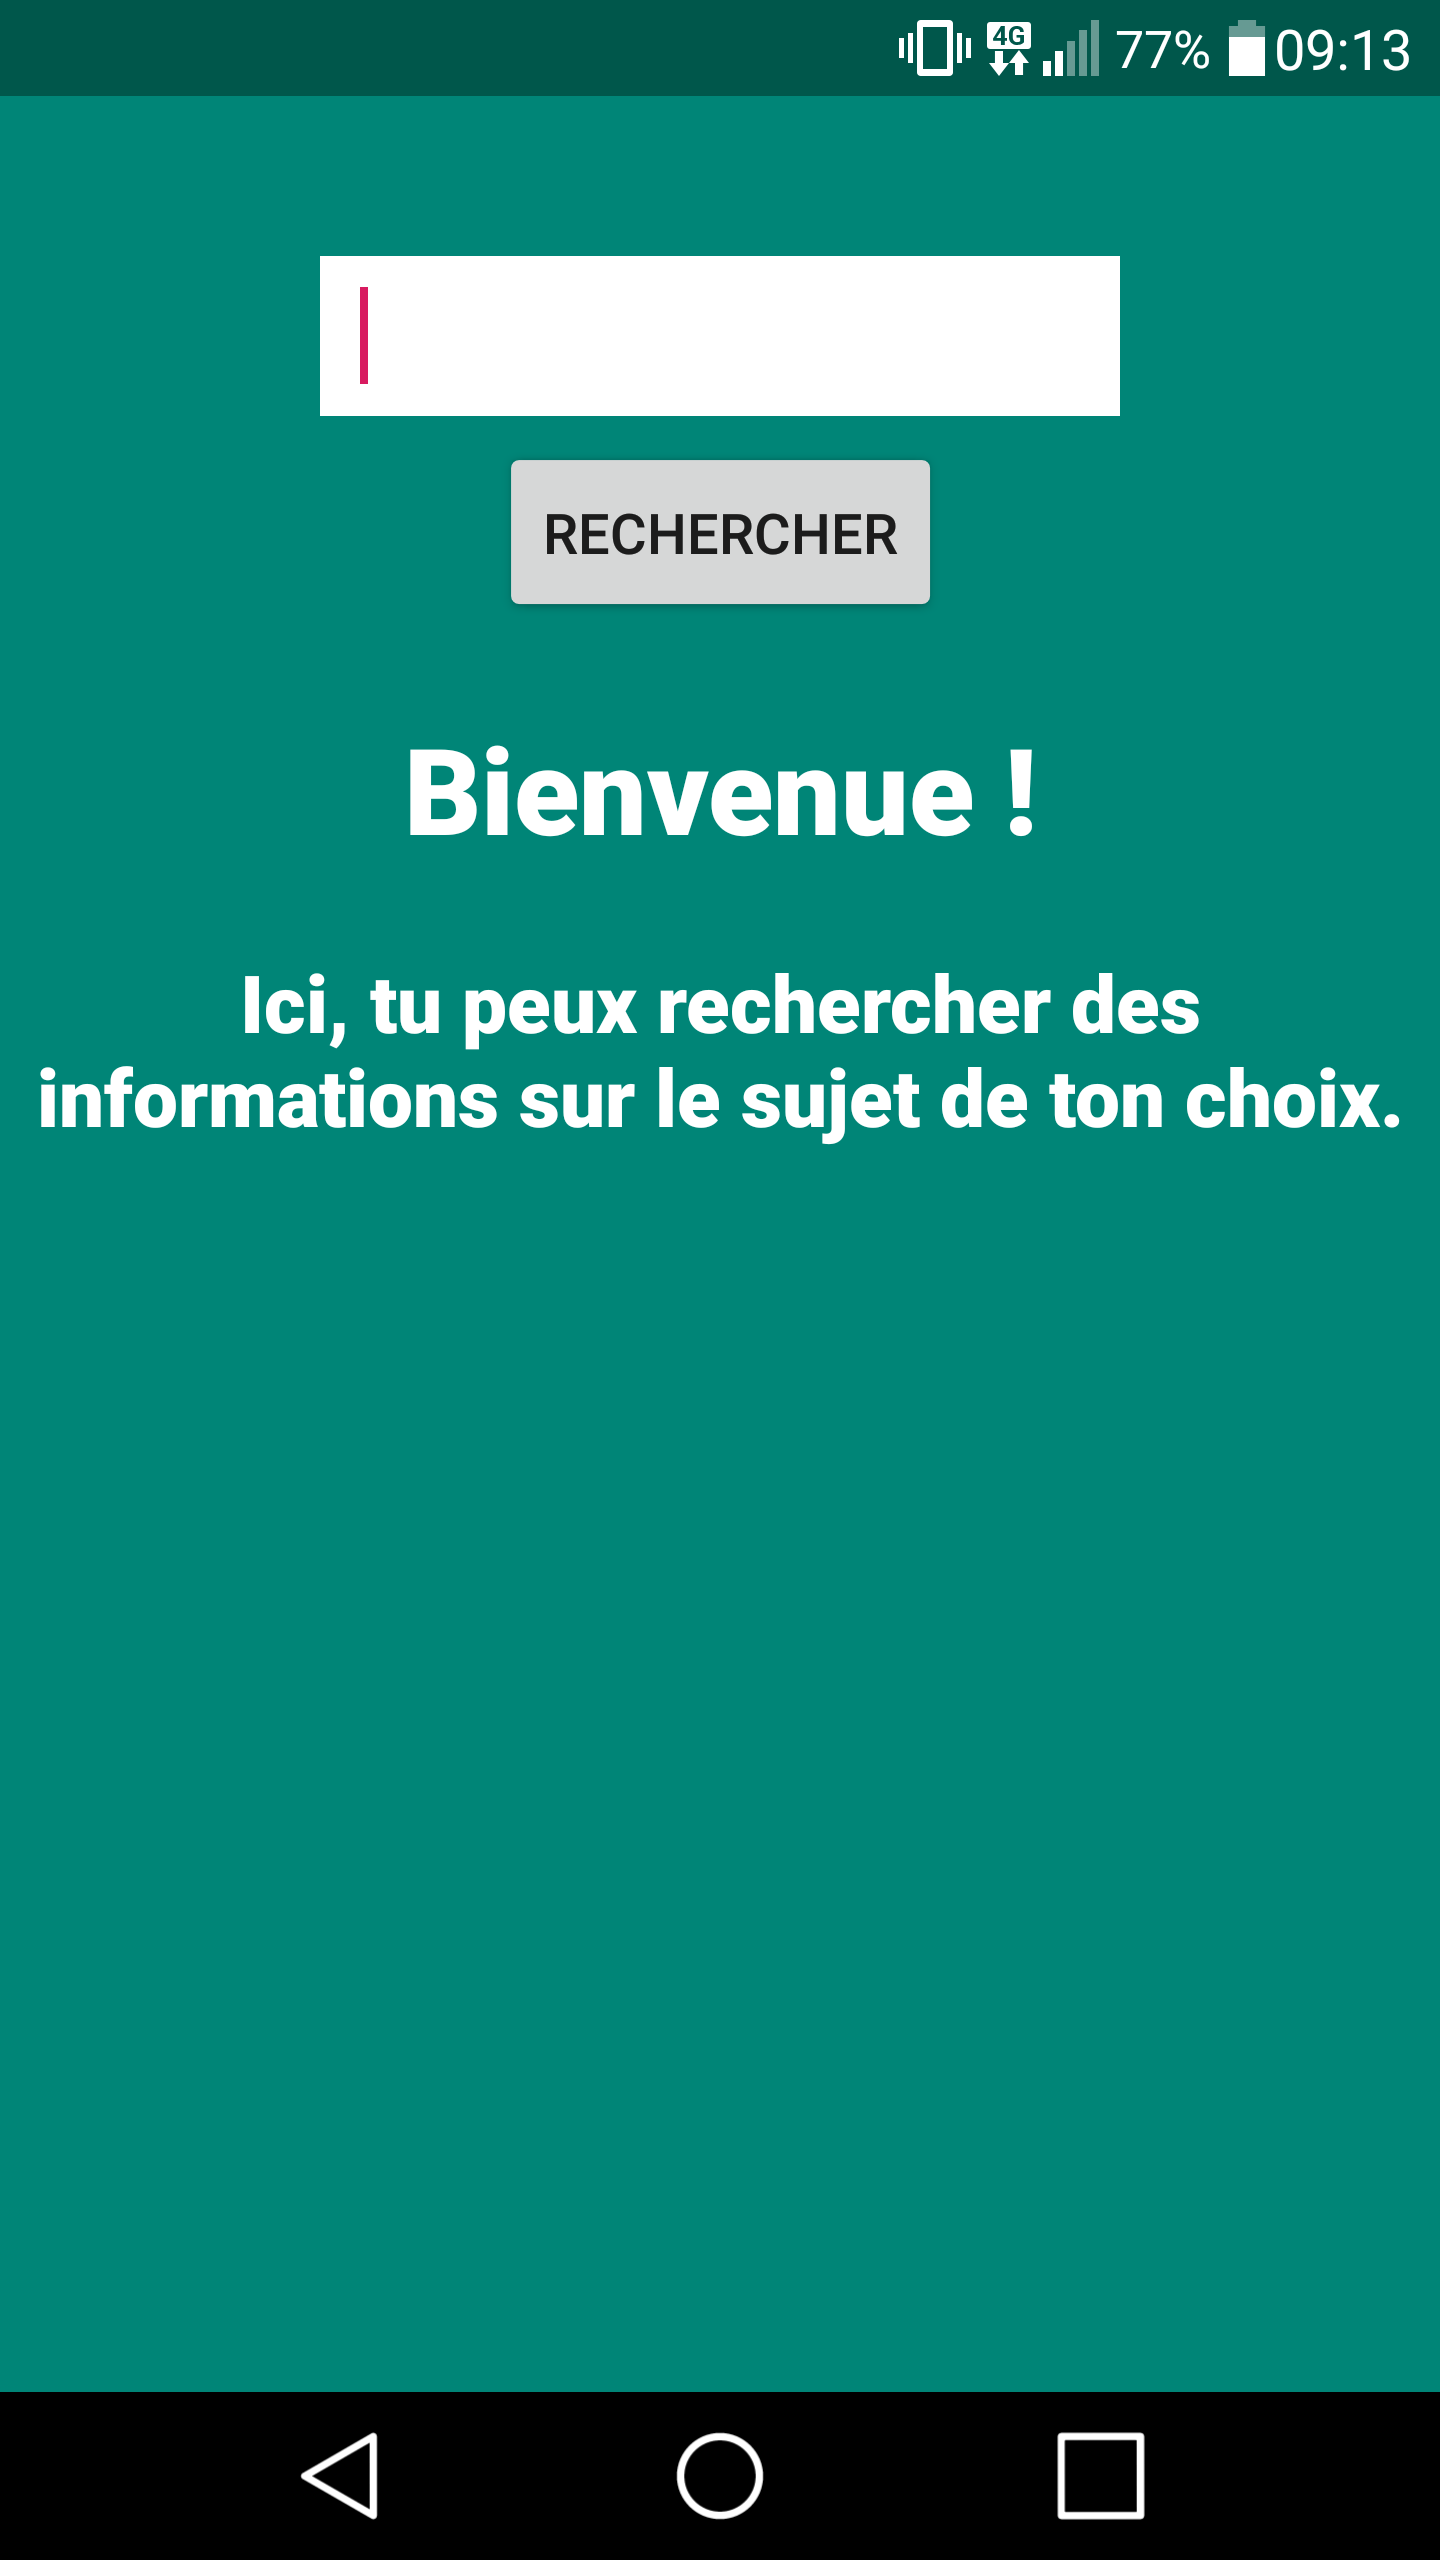 4G 77% 09:13
RECHERCHER
Bienvenue !
Ici, tu peux rechercher des
informations sur le sujet de ton choix.